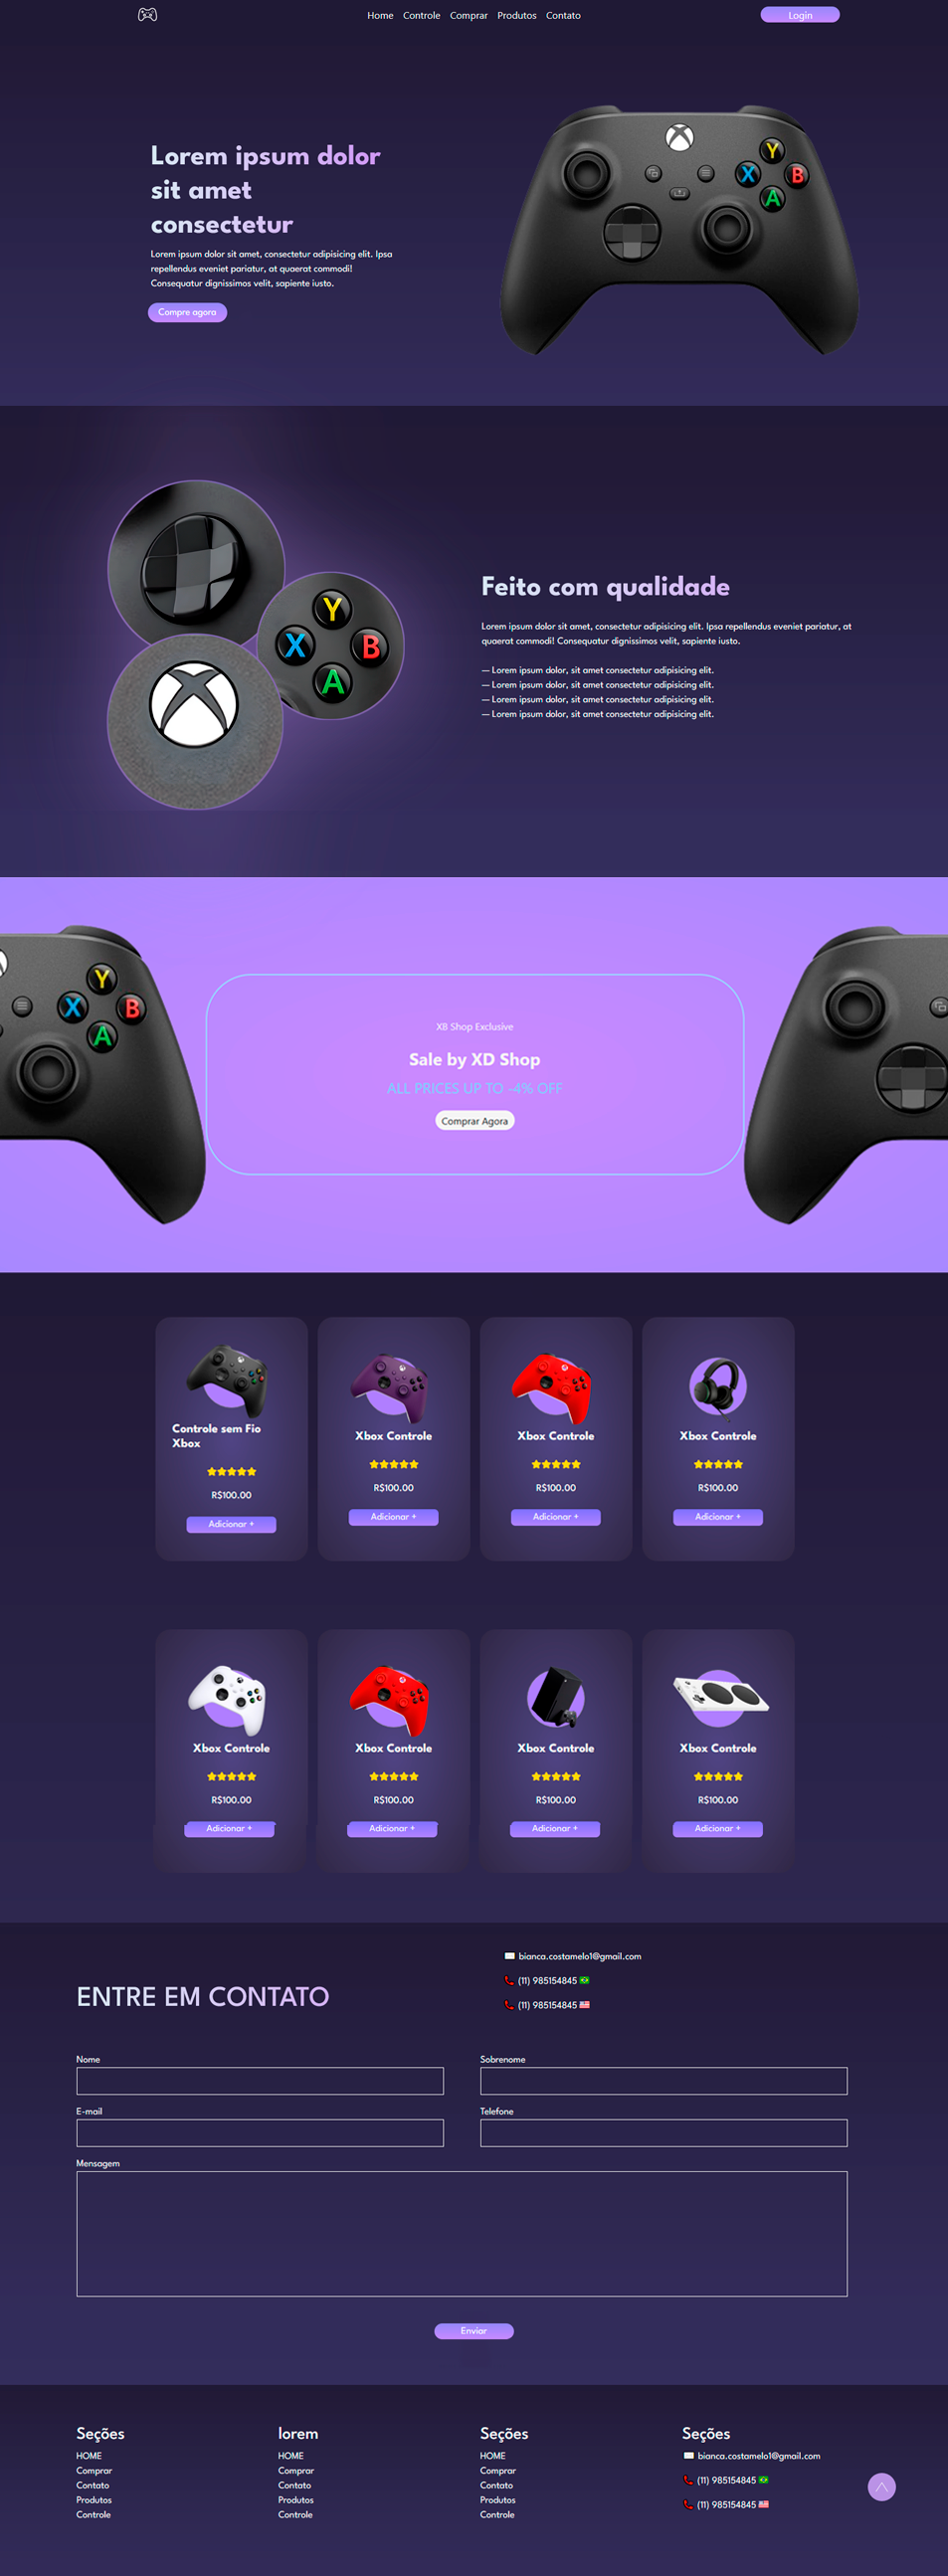 Home Controle Comprar Produtos Contato Login
Lorem ipsum dolor
sit amet
consectetur
Lorem ipsum dolor sit amet, consectetur adipisicing elit. Ipsa
repellendus eveniet pariatur, at quaerat commodi!
Consequatur dignissimos velit, sapiente iusto.
Compre agora
Y
X B
A
Y
X B
A
Feito com qualidade
Lorem ipsum dolor sit amet, consectetur adipisicing elit. Ipsa repellendus eveniet pariatur, at
quaerat commodi! Consequatur dignissimos velit, sapiente iusto.
— Lorem ipsum dolor, sit amet consectetur adipisicing elit.
— Lorem ipsum dolor, sit amet consectetur adipisicing elit.
— Lorem ipsum dolor, sit amet consectetur adipisicing elit.
— Lorem ipsum dolor, sit amet consectetur adipisicing elit.
Y
X B
A
XB Shop Exclusive
Sale by XD Shop
ALL PRICES UP TO -4% OFF
Comprar Agora
Controle sem Fio
Xbox
R$100.00
Adicionar +
Xbox Controle
R$100.00
Adicionar +
Xbox Controle
R$100.00
Adicionar +
Xbox Controle
R$100.00
Adicionar +
Xbox Controle
R$100.00
Adicionar +
Xbox Controle
R$100.00
Adicionar +
Xbox Controle
R$100.00
Adicionar +
Xbox Controle
R$100.00
Adicionar +
ENTRE EM CONTATO
bianca.costamelo1@gmail.com
(11) 985154845
(11) 985154845
Nome
Sobrenome
E-mail
Telefone
Mensagem
Enviar
Seções
HOME
Comprar
Contato
Produtos
Controle
lorem
HOME
Comprar
Contato
Produtos
Controle
Seções
HOME
Comprar
Contato
Produtos
Controle
Seções
bianca.costamelo1@gmail.com
(11) 985154845
(11) 985154845